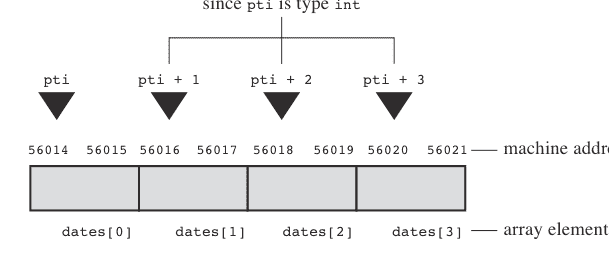 since pti is type int
pti pti + 1 pti + 2 pti + 3
56014 56015 56016 56017 56018 56019 56020 56021 machine addre
dates[0] dates[1] dates[2] dates[3] array elements